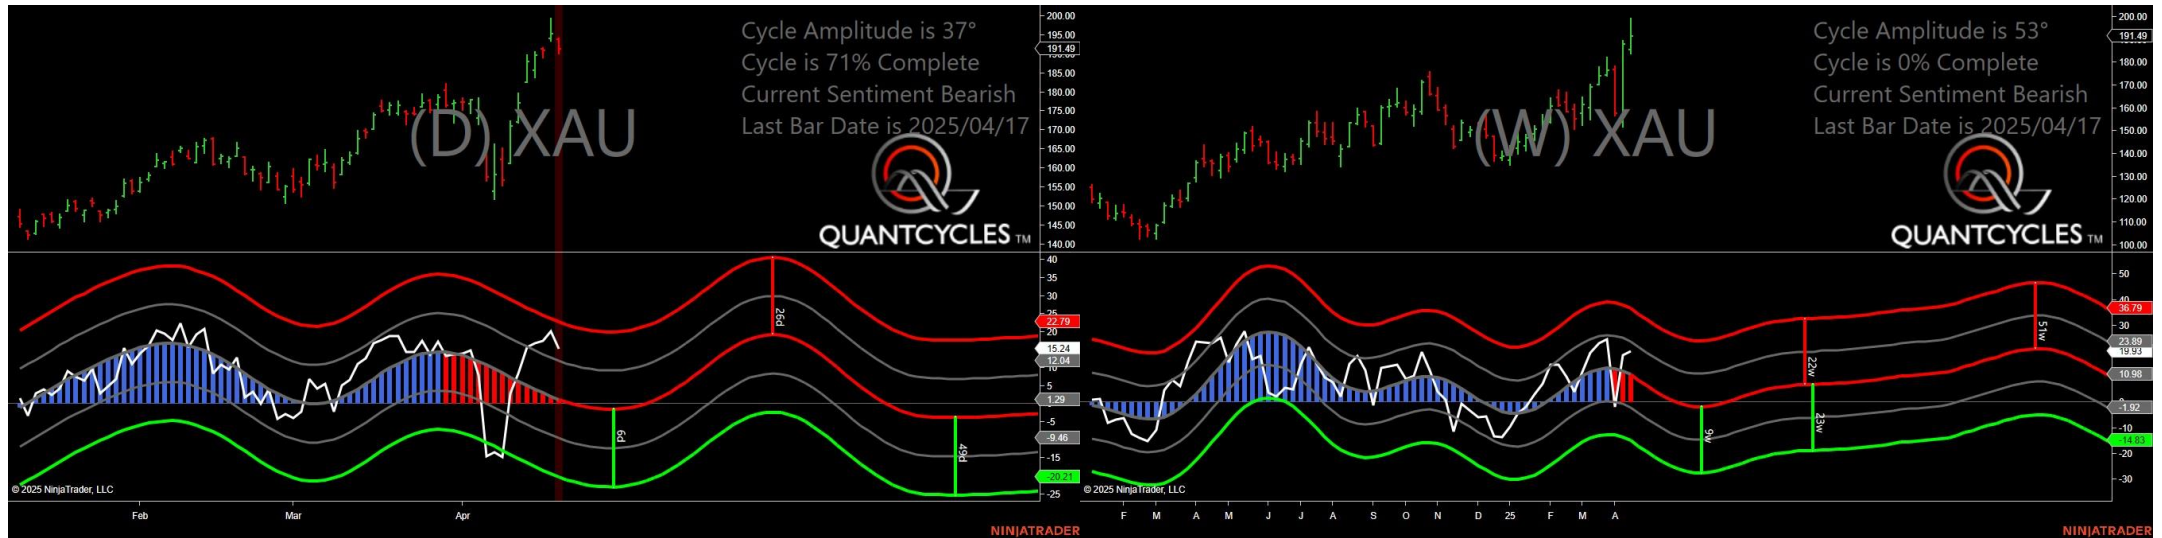 Cycle Amplitude is 37°
Cycle is 71% Complete
Current Sentiment Bearish
Last Bar Date is 2025/04/17
(D) XAU
QUANTCYCLES TM
200.00
195.00
191.49
185.00
180.00
175.00
170.00
165.00
160.00
155.00
150.00
145.00
140.00
40
35
30
25
22.79
20
15.24
12.04
10
5
1.29
-5
-9.46
-15
-20.21
-25
26d
6d
49d
© 2025 NinjaTrader, LLC
Feb Mar Apr
NINJATRADER
Cycle Amplitude is 53°
Cycle is 0% Complete
Current Sentiment Bearish
Last Bar Date is 2025/04/17
(W) XAU
QUANTCYCLES TM
200.00
191.49
180.00
170.00
160.00
150.00
140.00
130.00
120.00
110.00
100.00
50
40
36.79
30
23.89
19.93
10.98
-1.92
-10
-14.83
-20
-30
22w
51w
9w
23w
© 2025 NinjaTrader, LLC
F M A M J J A S O N D 25 F M A
NINJATRADER